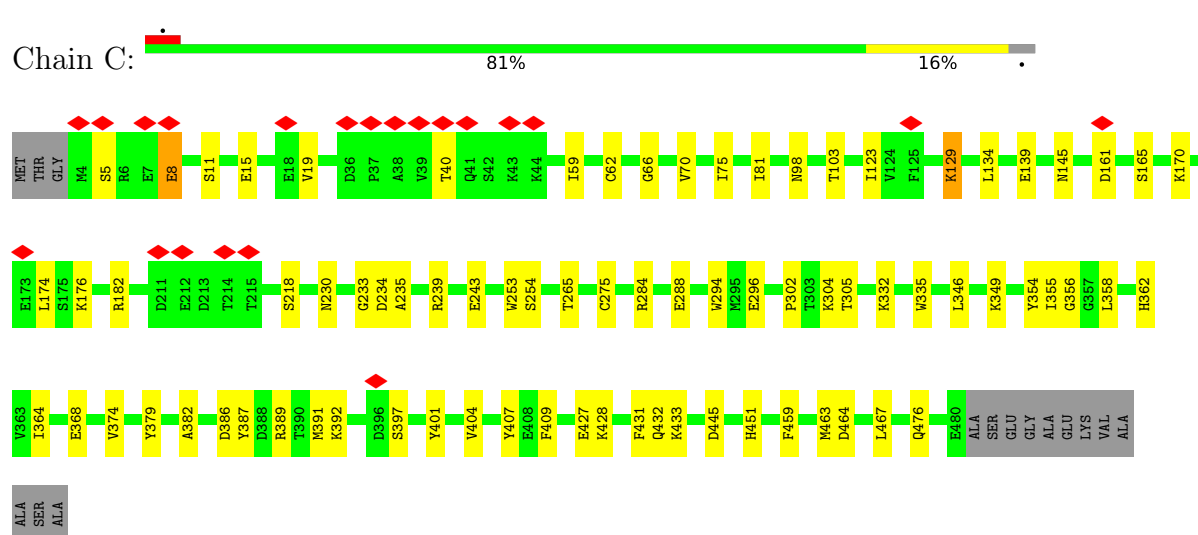 Chain C:
81% 16%
MET THR GLY M4 S5 R6 E7 E8 S11 E15 E18 V19 D36 P37 A38 V39 T40 Q41 S42 K43 K44 I59 C62 G66 V70 I75 I81 N98 T103 I123 V124 F125 K129 L134 E139 N145 D161 S165 K170
E173 L174 S175 K176 R182 D211 E212 D213 T214 T215 S218 N230 G233 D234 A235 R239 E243 W253 S254 T265 C275 R284 E288 W294 M295 E296 P302 T303 K304 T305 K332 W335 L346 K349 Y354 I355 G356 G357 L358 H362
V363 I364 E368 V374 Y379 A382 D386 Y387 D388 R389 T390 M391 K392 D396 S397 Y401 V404 Y407 E408 F409 E427 K428 F431 Q432 K433 D445 H451 F459 M463 D464 L467 Q476 E480 ALA SER GLU GLY ALA GLU LYS VAL ALA
ALA SER ALA